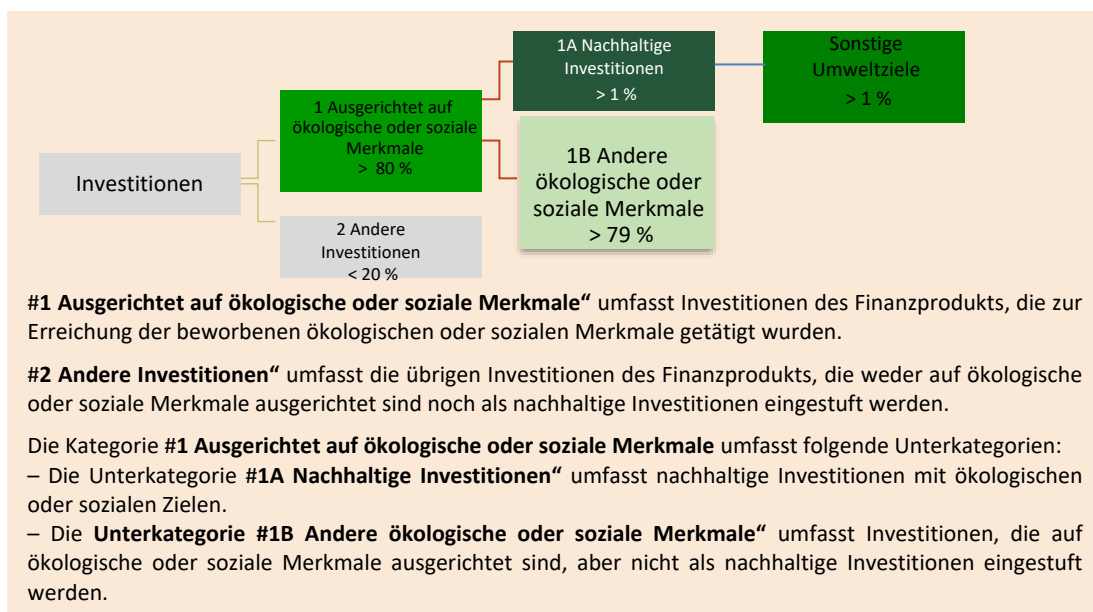 1A Nachhaltige
Investitionen
> 1 %
Sonstige
Umweltziele
> 1 %
1 Ausgerichtet auf
ökologische oder soziale
Merkmale
> 80 %
1B Andere
ökologische oder
soziale Merkmale
> 79 %
Investitionen
2 Andere
Investitionen
< 20 %
#1 Ausgerichtet auf ökologische oder soziale Merkmale“ umfasst Investitionen des Finanzprodukts, die zur
Erreichung der beworbenen ökologischen oder sozialen Merkmale getätigt wurden.
#2 Andere Investitionen“ umfasst die übrigen Investitionen des Finanzprodukts, die weder auf ökologische
oder soziale Merkmale ausgerichtet sind noch als nachhaltige Investitionen eingestuft werden.
Die Kategorie #1 Ausgerichtet auf ökologische oder soziale Merkmale umfasst folgende Unterkategorien:
– Die Unterkategorie #1A Nachhaltige Investitionen“ umfasst nachhaltige Investitionen mit ökologischen
oder sozialen Zielen.
– Die Unterkategorie #1B Andere ökologische oder soziale Merkmale“ umfasst Investitionen, die auf
ökologische oder soziale Merkmale ausgerichtet sind, aber nicht als nachhaltige Investitionen eingestuft
werden.